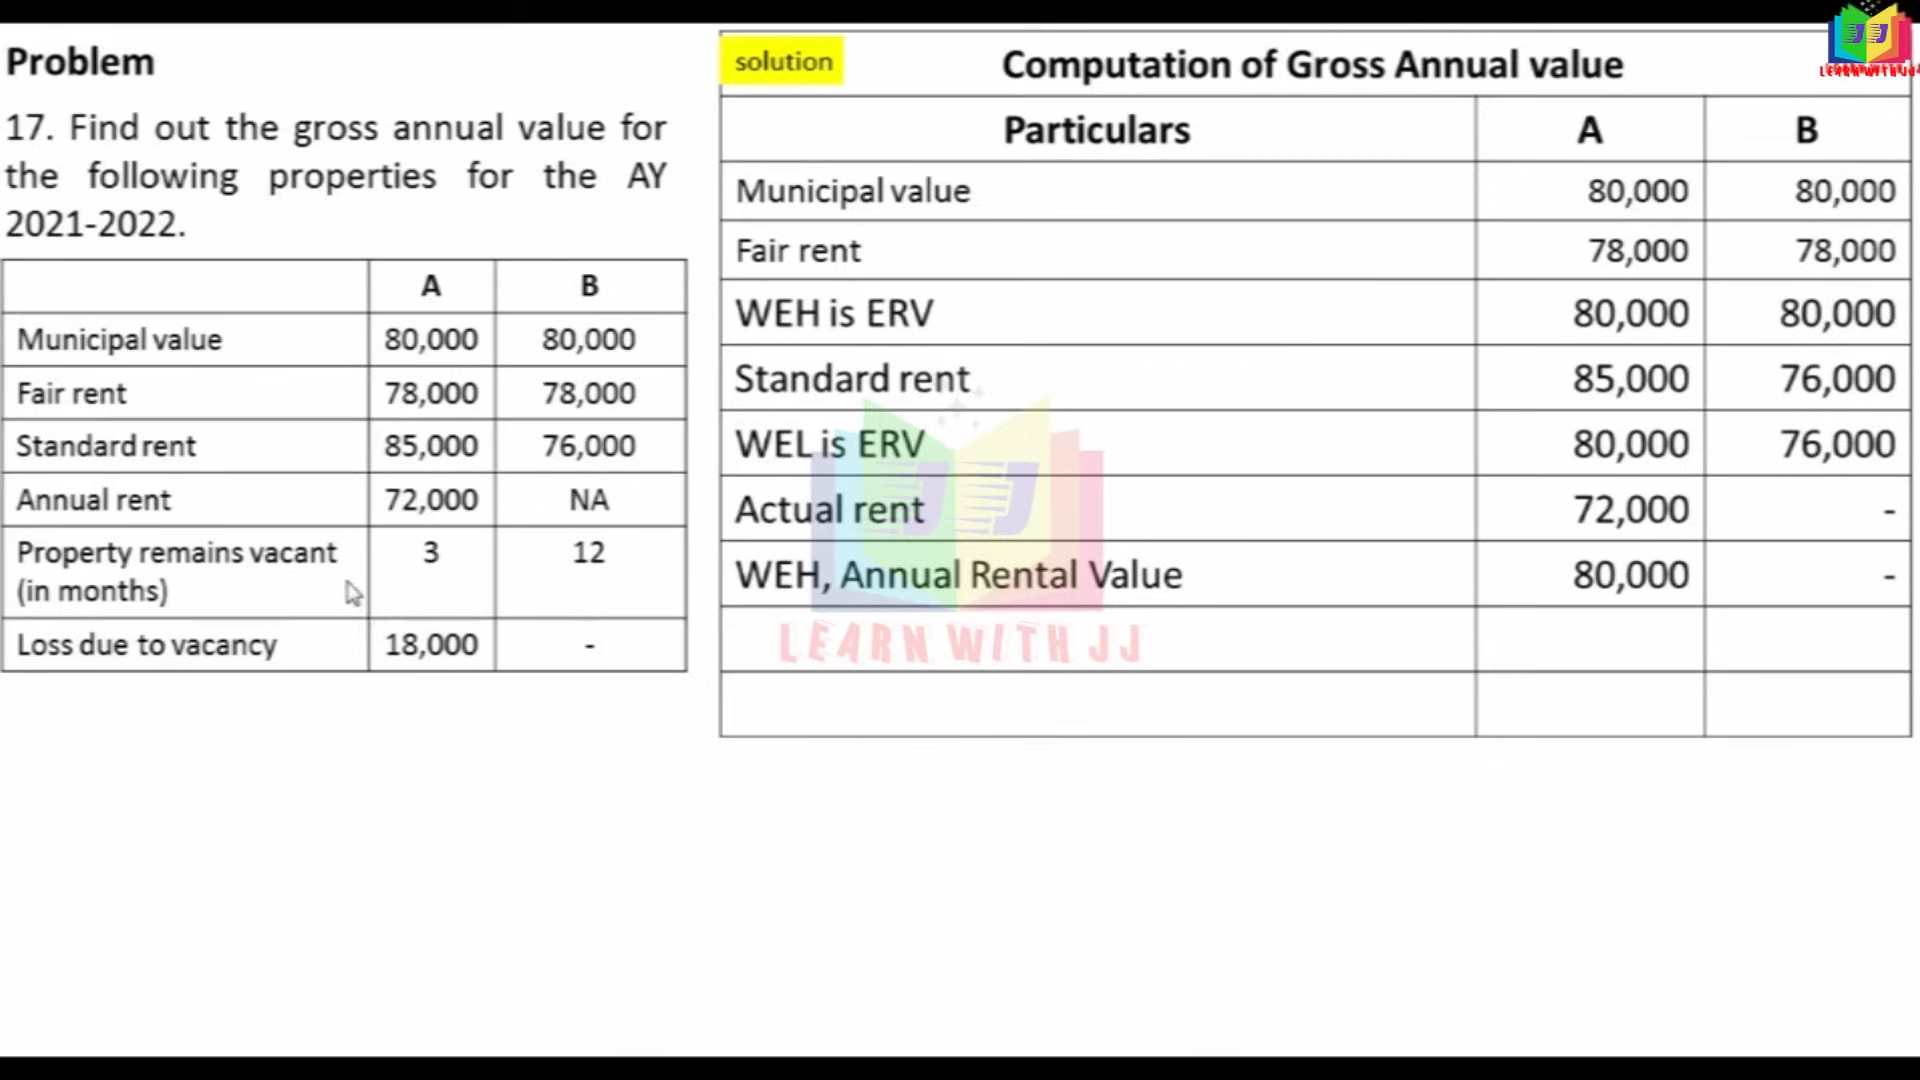 Problem
17. Find out the gross annual value for
the following properties for the AY
2021-2022.
A B
Municipal value 80,000 80,000
Fair rent 78,000 78,000
Standard rent 85,000 76,000
Annual rent 72,000 NA
Property remains vacant 3 12
(in months)
Loss due to vacancy 18,000 -
solution Computation of Gross Annual value
Particulars A B
Municipal value 80,000 80,000
Fair rent 78,000 78,000
WEH is ERV 80,000 80,000
Standard rent 85,000 76,000
WEL is ERV 80,000 76,000
Actual rent 72,000 -
WEH, Annual Rental Value 80,000 -
JJ
LEARN WITH JJ
JJ
LEARN WITH JJ